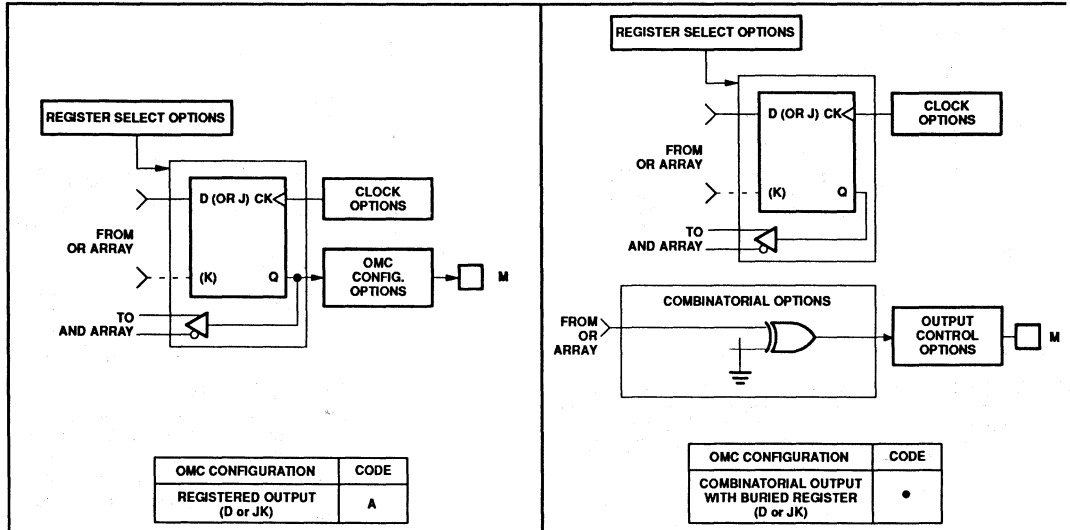 REGISTER SELECT OPTIONS
D (OR J) CK
CLOCK
OPTIONS
FROM
OR ARRAY
(K)
Q
OMC
CONFIG.
OPTIONS
M
TO
AND ARRAY
OMC CONFIGURATION
CODE
REGISTERED OUTPUT
(D or JK)
A
REGISTER SELECT OPTIONS
D (OR J) CK
CLOCK
OPTIONS
FROM
OR ARRAY
(K)
Q
TO
AND ARRAY
COMBINATORIAL OPTIONS
FROM
OR
ARRAY
OUTPUT
CONTROL
OPTIONS
M
OMC CONFIGURATION
CODE
COMBINATORIAL OUTPUT
WITH BURIED REGISTER
(D or JK)
●